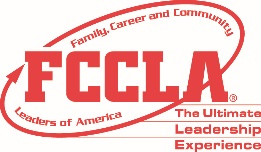 Family, Career and Community
FCCLA®
Leaders of America
The Ultimate
Leadership
Experience